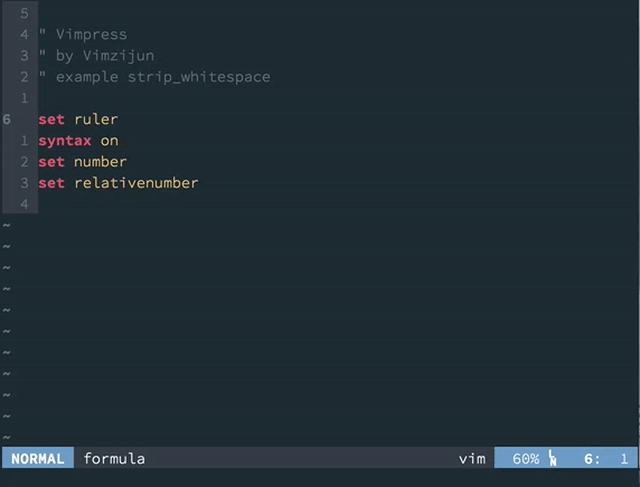 5
4 " Vimpress
3 " by Vimzijun
2 " example strip_whitespace
1
6 set ruler
1 syntax on
2 set number
3 set relativenumber
4
~
~
~
~
~
~
~
~
~
~
~
NORMAL formula vim 60% ␤ 6: 1